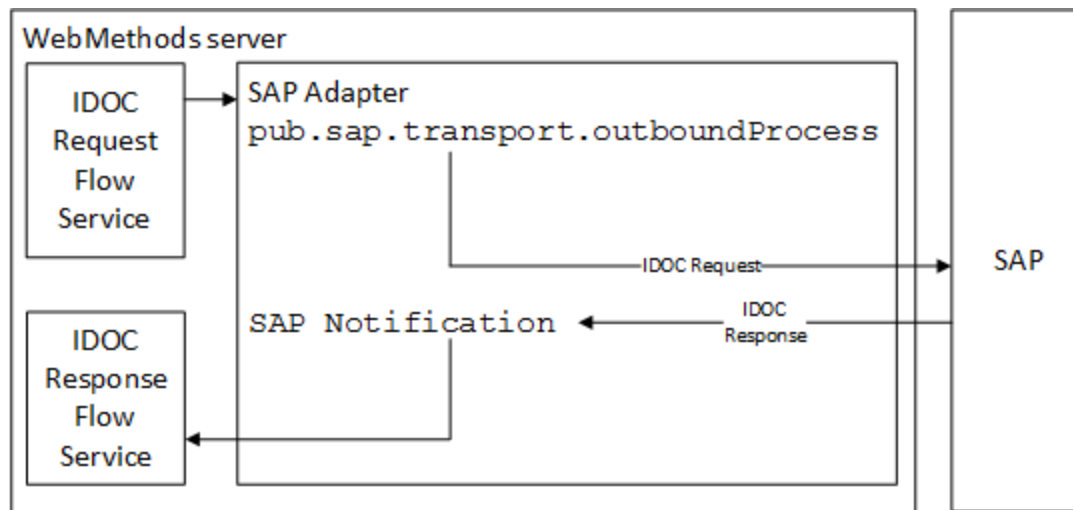 WebMethods server
IDOC
Request
Flow
Service
SAP Adapter
pub.sap.transport.outboundProcess
IDOC Request
SAP
SAP Notification
IDOC
Response
IDOC
Response
Flow
Service